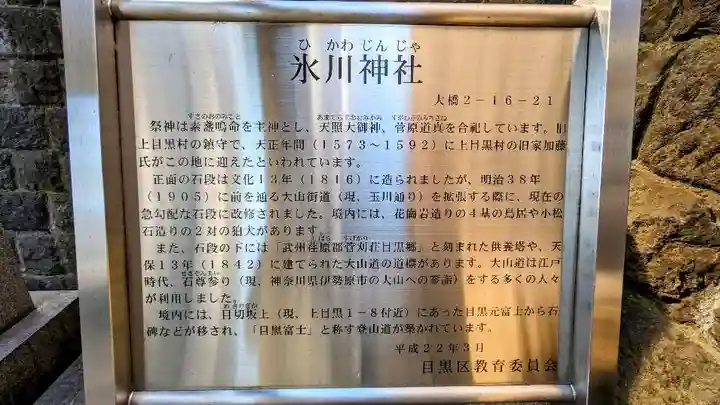 ひ かわ じん じゃ
氷川神社
大橋2-16-21
すさのおのみこと あまてらすおおみかみ すがわらのみちざね
祭神は素盞嗚命を主神とし、天照大御神、菅原道真を合祀しています。旧
上目黒村の鎮守で、天正年間(1573~1592)に上目黒村の旧家加藤
氏がこの地に迎えたといわれています。
正面の石段は文化13年(1816)に造られましたが、明治38年
(1905)に前を通る大山街道(現、玉川通り)を拡張する際に、現在の
急勾配な石段に改修されました。境内には、花崗岩造りの4基の鳥居や小松
石造りの2対の狛犬があります。
ばら すげかり
また、石段の下には「武州荏原郡菅刈荘目黒郷」と刻まれた供養塔や、天
保13年(1842)に建てられた大山道の道標があります。大山道は江戸
せきそんまい
時代、石尊参り(現、神奈川県伊勢原市の大山への参詣)をする多くの人々
が利用しました。
めきりざか
境内には、目切坂上(現、上目黒1-8付近)にあった目黒元富士から石
碑などが移され、「目黒富士」と称す登山道が築かれています。
平成22年3月
目黒区教育委員会